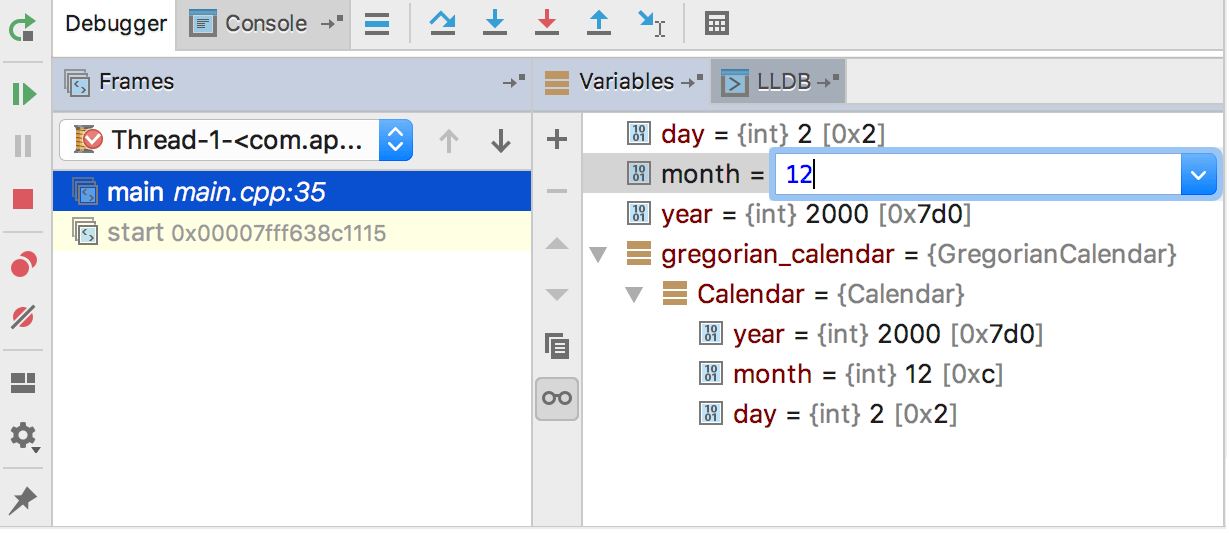 Debugger Console
Frames Variables LLDB
Thread-1-<com.ap...
main main.cpp:35
start 0x00007fff638c1115
day = {int} 2 [0x2]
month = 12
year = {int} 2000 [0x7d0]
gregorian_calendar = {GregorianCalendar}
Calendar = {Calendar}
year = {int} 2000 [0x7d0]
month = {int} 12 [0xc]
day = {int} 2 [0x2]